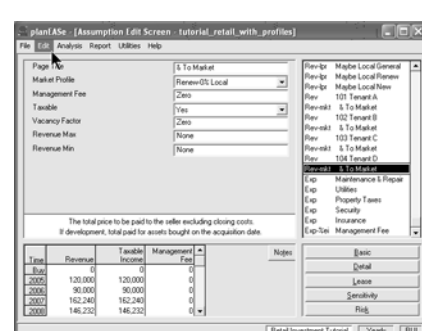 planEASe - [Assumption Edit Screen - tutorial_retail_with_profiles]
File Edit Analysis Report Utilities Help
Page Title & To Market
Market Profile Renew-0% Local
Management Fee Zero
Taxable Yes
Vacancy Factor Zero
Revenue Max None
Revenue Min None
Rev-lpr Maybe Local General
Rev-lpr Maybe Local Renew
Rev-lpr Maybe Local New
Rev 101 Tenant A
Rev-mkt & To Market
Rev 102 Tenant B
Rev-mkt & To Market
Rev 103 Tenant C
Rev-mkt & To Market
Rev 104 Tenant D
Rev-mkt & To Market
Exp Maintenance & Repair
Exp Utilities
Exp Property Taxes
Exp Security
Exp Insurance
Exp-%ei Management Fee
The total price to be paid to the seller excluding closing costs.
If development, total paid for assets bought on the acquisition date.
Time Revenue Taxable Income Management Fee
Buy 0 0 0
2005 120,000 120,000 0
2006 90,000 90,000 0
2007 162,240 162,240 0
2008 146,232 146,232 0
Notes
Basic
Detail
Lease
Sensitivity
Risk
Retail Investment Tutorial Yearly BUI